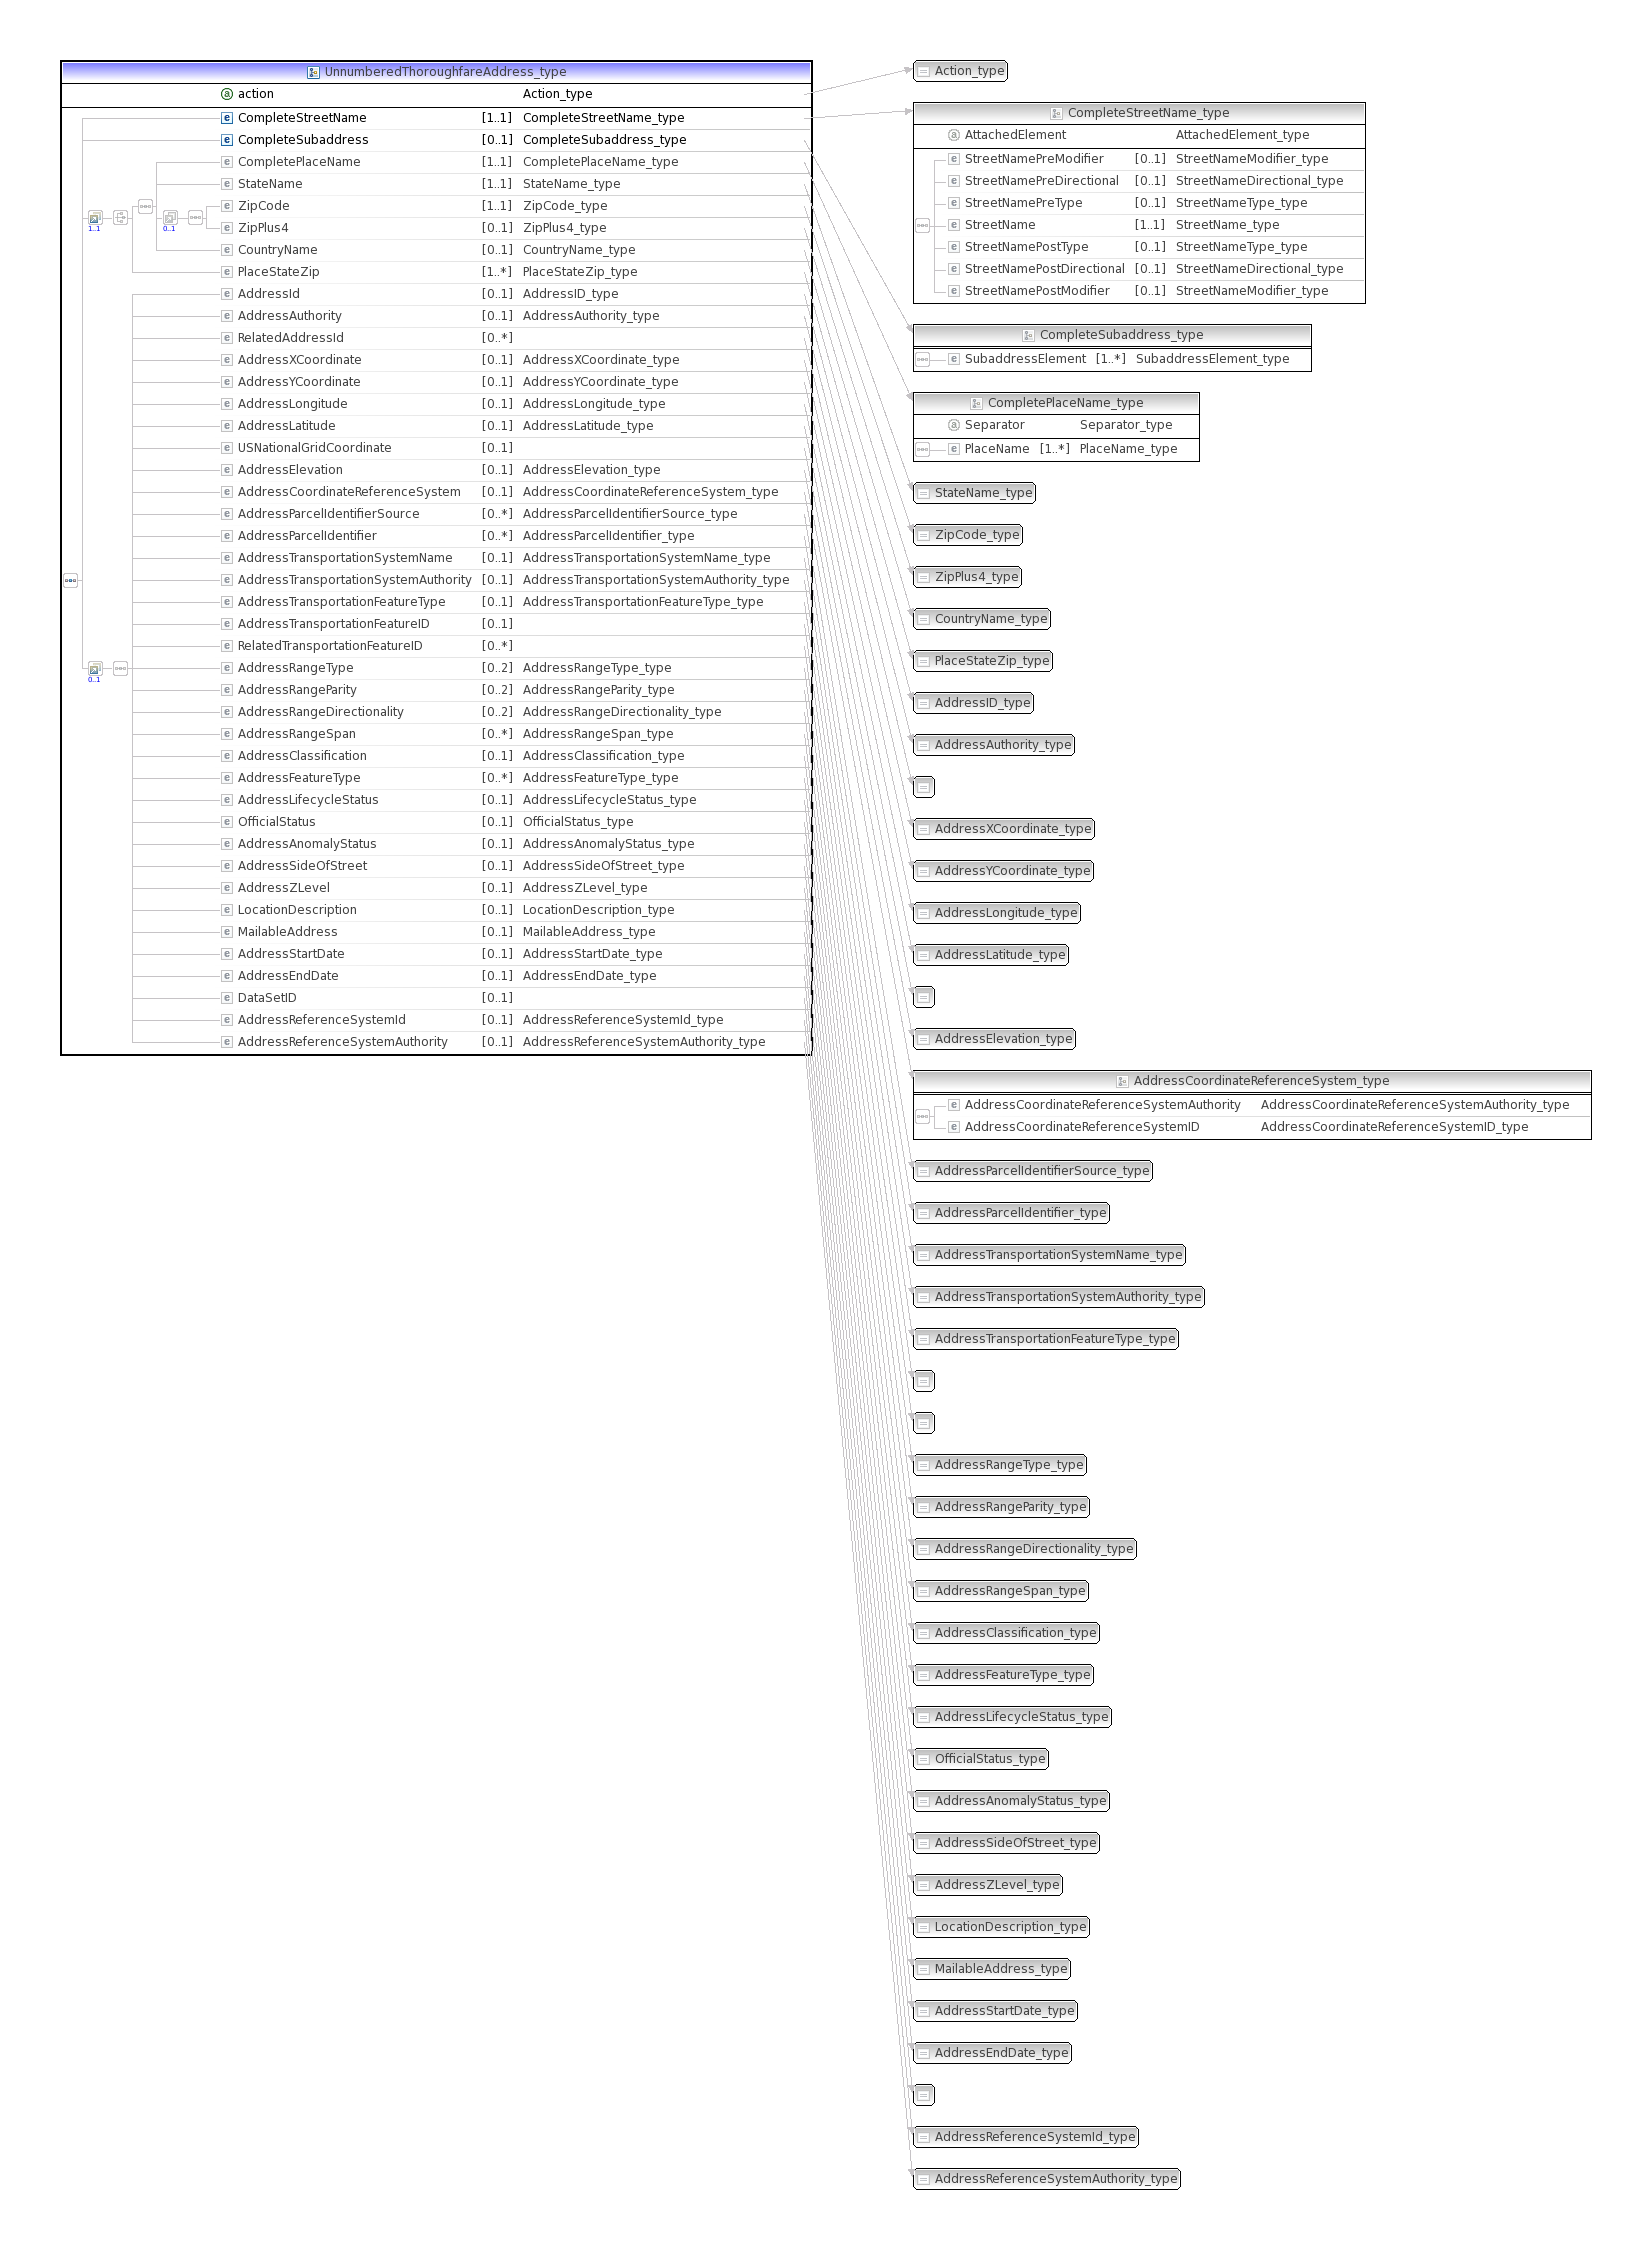 UnnumberedThoroughfareAddress_type
action Action_type
CompleteStreetName [1..1] CompleteStreetName_type
CompleteSubaddress [0..1] CompleteSubaddress_type
CompletePlaceName [1..1] CompletePlaceName_type
StateName [1..1] StateName_type
ZipCode [1..1] ZipCode_type
1..1 0..1 ZipPlus4 [0..1] ZipPlus4_type
CountryName [0..1] CountryName_type
PlaceStateZip [1..*] PlaceStateZip_type
AddressId [0..1] AddressID_type
AddressAuthority [0..1] AddressAuthority_type
RelatedAddressId [0..*]
AddressXCoordinate [0..1] AddressXCoordinate_type
AddressYCoordinate [0..1] AddressYCoordinate_type
AddressLongitude [0..1] AddressLongitude_type
AddressLatitude [0..1] AddressLatitude_type
USNationalGridCoordinate [0..1]
AddressElevation [0..1] AddressElevation_type
AddressCoordinateReferenceSystem [0..1] AddressCoordinateReferenceSystem_type
AddressParcelIdentifierSource [0..*] AddressParcelIdentifierSource_type
AddressParcelIdentifier [0..*] AddressParcelIdentifier_type
AddressTransportationSystemName [0..1] AddressTransportationSystemName_type
AddressTransportationSystemAuthority [0..1] AddressTransportationSystemAuthority_type
AddressTransportationFeatureType [0..1] AddressTransportationFeatureType_type
AddressTransportationFeatureID [0..1]
RelatedTransportationFeatureID [0..*]
AddressRangeType [0..2] AddressRangeType_type
0..1
AddressRangeParity [0..2] AddressRangeParity_type
AddressRangeDirectionality [0..2] AddressRangeDirectionality_type
AddressRangeSpan [0..*] AddressRangeSpan_type
AddressClassification [0..1] AddressClassification_type
AddressFeatureType [0..*] AddressFeatureType_type
AddressLifecycleStatus [0..1] AddressLifecycleStatus_type
OfficialStatus [0..1] OfficialStatus_type
AddressAnomalyStatus [0..1] AddressAnomalyStatus_type
AddressSideOfStreet [0..1] AddressSideOfStreet_type
AddressZLevel [0..1] AddressZLevel_type
LocationDescription [0..1] LocationDescription_type
MailableAddress [0..1] MailableAddress_type
AddressStartDate [0..1] AddressStartDate_type
AddressEndDate [0..1] AddressEndDate_type
DataSetID [0..1]
AddressReferenceSystemId [0..1] AddressReferenceSystemId_type
AddressReferenceSystemAuthority [0..1] AddressReferenceSystemAuthority_type
Action_type
CompleteStreetName_type
AttachedElement AttachedElement_type
StreetNamePreModifier [0..1] StreetNameModifier_type
StreetNamePreDirectional [0..1] StreetNameDirectional_type
StreetNamePreType [0..1] StreetNameType_type
StreetName [1..1] StreetName_type
StreetNamePostType [0..1] StreetNameType_type
StreetNamePostDirectional [0..1] StreetNameDirectional_type
StreetNamePostModifier [0..1] StreetNameModifier_type
CompleteSubaddress_type
SubaddressElement [1..*] SubaddressElement_type
CompletePlaceName_type
Separator Separator_type
PlaceName [1..*] PlaceName_type
StateName_type
ZipCode_type
ZipPlus4_type
CountryName_type
PlaceStateZip_type
AddressID_type
AddressAuthority_type
AddressXCoordinate_type
AddressYCoordinate_type
AddressLongitude_type
AddressLatitude_type
AddressElevation_type
AddressCoordinateReferenceSystem_type
AddressCoordinateReferenceSystemAuthority AddressCoordinateReferenceSystemAuthority_type
AddressCoordinateReferenceSystemID AddressCoordinateReferenceSystemID_type
AddressParcelIdentifierSource_type
AddressParcelIdentifier_type
AddressTransportationSystemName_type
AddressTransportationSystemAuthority_type
AddressTransportationFeatureType_type
AddressRangeType_type
AddressRangeParity_type
AddressRangeDirectionality_type
AddressRangeSpan_type
AddressClassification_type
AddressFeatureType_type
AddressLifecycleStatus_type
OfficialStatus_type
AddressAnomalyStatus_type
AddressSideOfStreet_type
AddressZLevel_type
LocationDescription_type
MailableAddress_type
AddressStartDate_type
AddressEndDate_type
AddressReferenceSystemId_type
AddressReferenceSystemAuthority_type